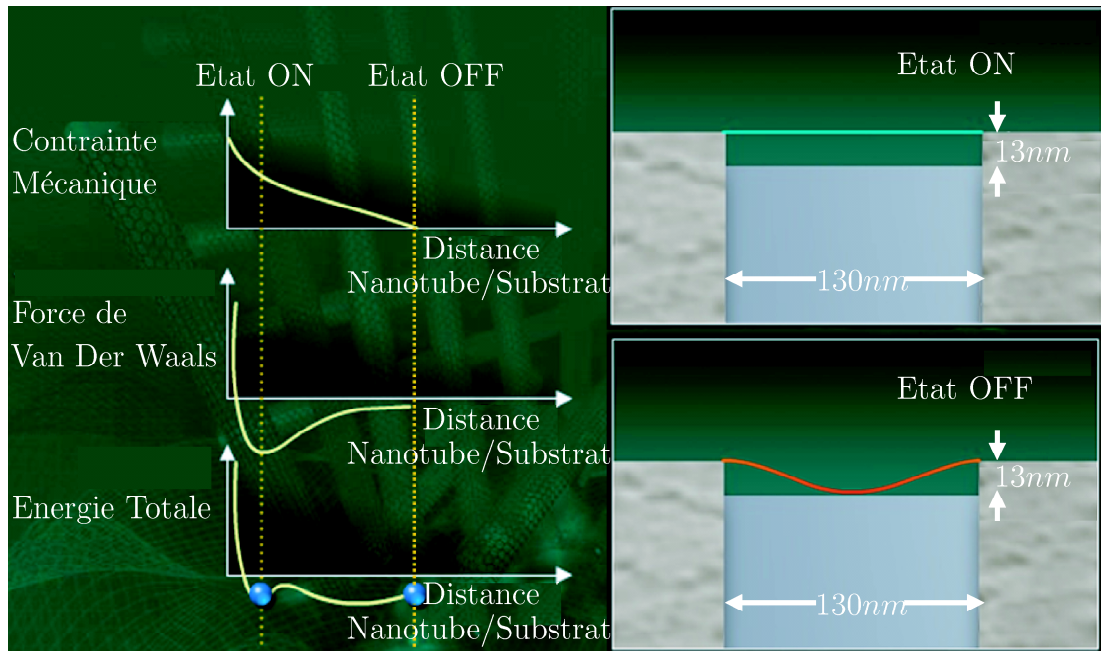 Etat ON
Etat OFF
Contrainte
Mécanique
Distance
Nanotube/Substrat
Force de
Van Der Waals
Distance
Nanotube/Substrat
Energie Totale
Distance
Nanotube/Substrat
Etat ON
13nm
130nm
Etat OFF
13nm
130nm